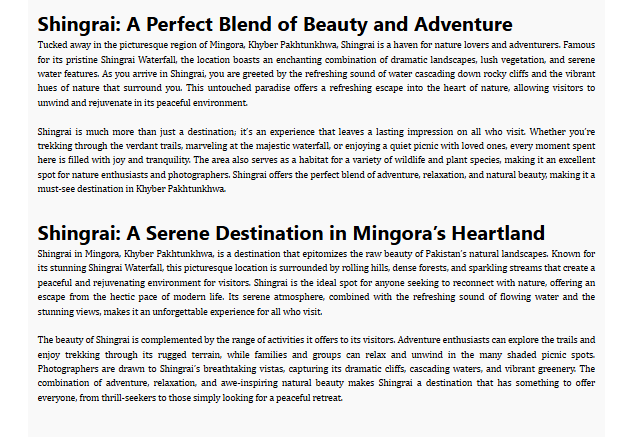 Shingrai: A Perfect Blend of Beauty and Adventure
Tucked away in the picturesque region of Mingora, Khyber Pakhtunkhwa, Shingrai is a haven for nature lovers and adventurers. Famous
for its pristine Shingrai Waterfall, the location boasts an enchanting combination of dramatic landscapes, lush vegetation, and serene
water features. As you arrive in Shingrai, you are greeted by the refreshing sound of water cascading down rocky cliffs and the vibrant
hues of nature that surround you. This untouched paradise offers a refreshing escape into the heart of nature, allowing visitors to
unwind and rejuvenate in its peaceful environment.
Shingrai is much more than just a destination; it's an experience that leaves a lasting impression on all who visit. Whether you're
trekking through the verdant trails, marveling at the majestic waterfall, or enjoying a quiet picnic with loved ones, every moment spent
here is filled with joy and tranquility. The area also serves as a habitat for a variety of wildlife and plant species, making it an excellent
spot for nature enthusiasts and photographers. Shingrai offers the perfect blend of adventure, relaxation, and natural beauty, making it a
must-see destination in Khyber Pakhtunkhwa.
Shingrai: A Serene Destination in Mingora's Heartland
Shingrai in Mingora, Khyber Pakhtunkhwa, is a destination that epitomizes the raw beauty of Pakistan's natural landscapes. Known for
its stunning Shingrai Waterfall, this picturesque location is surrounded by rolling hills, dense forests, and sparkling streams that create a
peaceful and rejuvenating environment for visitors. Shingrai is the ideal spot for anyone seeking to reconnect with nature, offering an
escape from the hectic pace of modern life. Its serene atmosphere, combined with the refreshing sound of flowing water and the
stunning views, makes it an unforgettable experience for all who visit.
The beauty of Shingrai is complemented by the range of activities it offers to its visitors. Adventure enthusiasts can explore the trails and
enjoy trekking through its rugged terrain, while families and groups can relax and unwind in the many shaded picnic spots.
Photographers are drawn to Shingrai's breathtaking vistas, capturing its dramatic cliffs, cascading waters, and vibrant greenery. The
combination of adventure, relaxation, and awe-inspiring natural beauty makes Shingrai a destination that has something to offer
everyone, from thrill-seekers to those simply looking for a peaceful retreat.